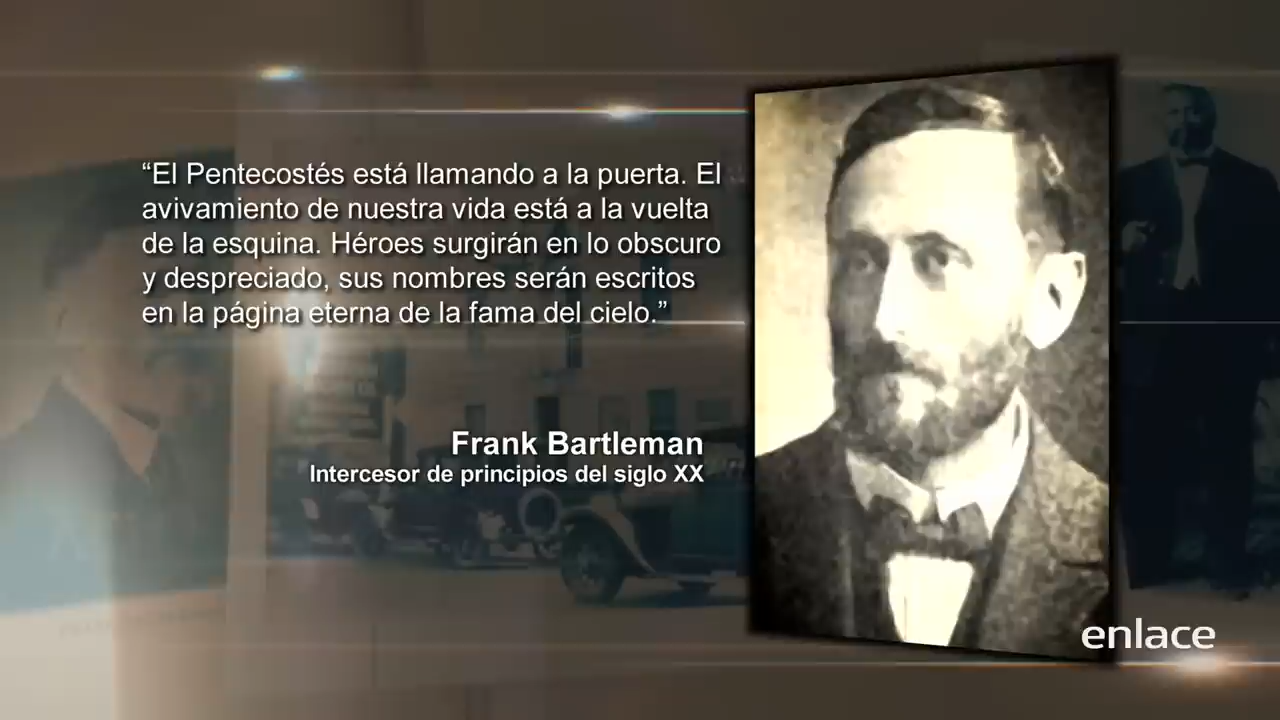 “El Pentecostés está llamando a la puerta. El
avivamiento de nuestra vida está a la vuelta
de la esquina. Héroes surgirán en lo obscuro
y despreciado, sus nombres serán escritos
en la página eterna de la fama del cielo.”
Frank Bartleman
Intercesor de principios del siglo XX
enlace